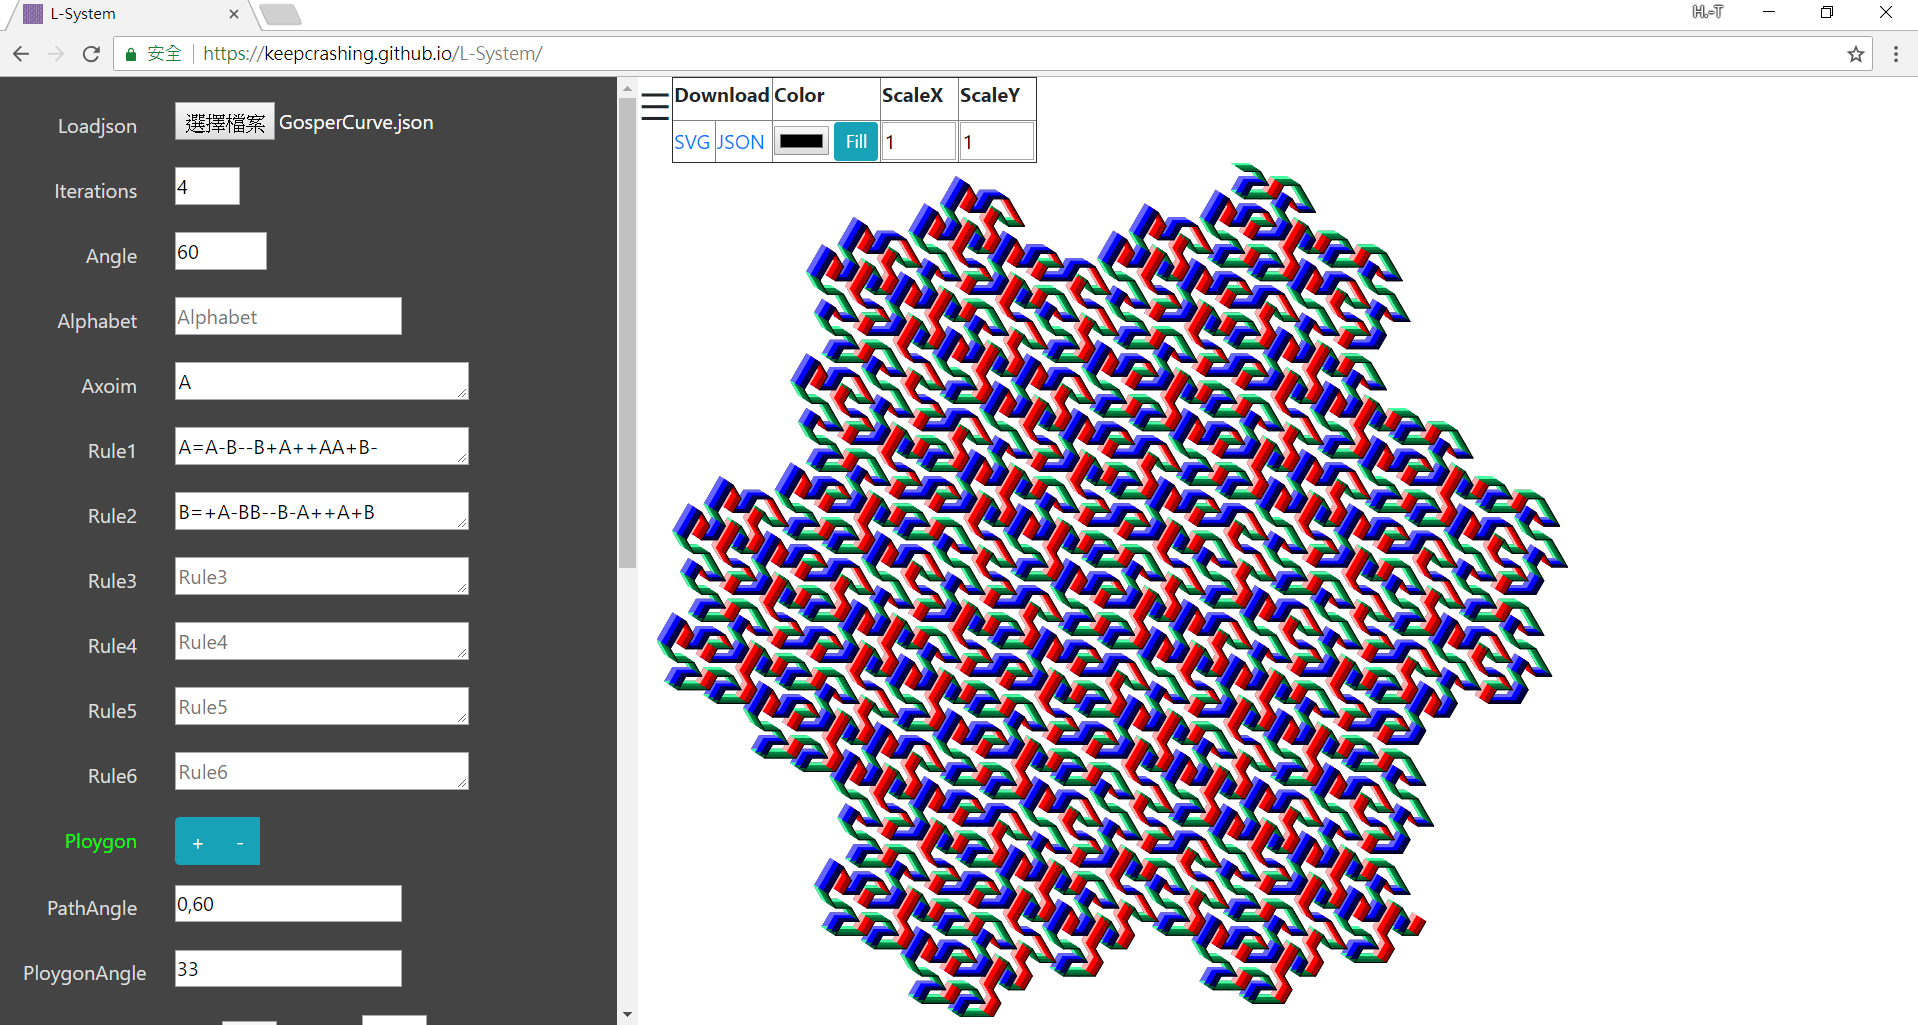 L-System
H.-T
安全
https://keepcrashing.github.io/L-System/
Loadjson 選擇檔案 GosperCurve.json
Iterations 4
Angle 60
Alphabet Alphabet
Axoim A
Rule1 A=A-B--B+A++AA+B-
Rule2 B=+A-BB--B-A++A+B
Rule3 Rule3
Rule4 Rule4
Rule5 Rule5
Rule6 Rule6
Ploygon + -
PathAngle 0,60
PloygonAngle 33
Download Color ScaleX ScaleY
SVG JSON Fill 1 1